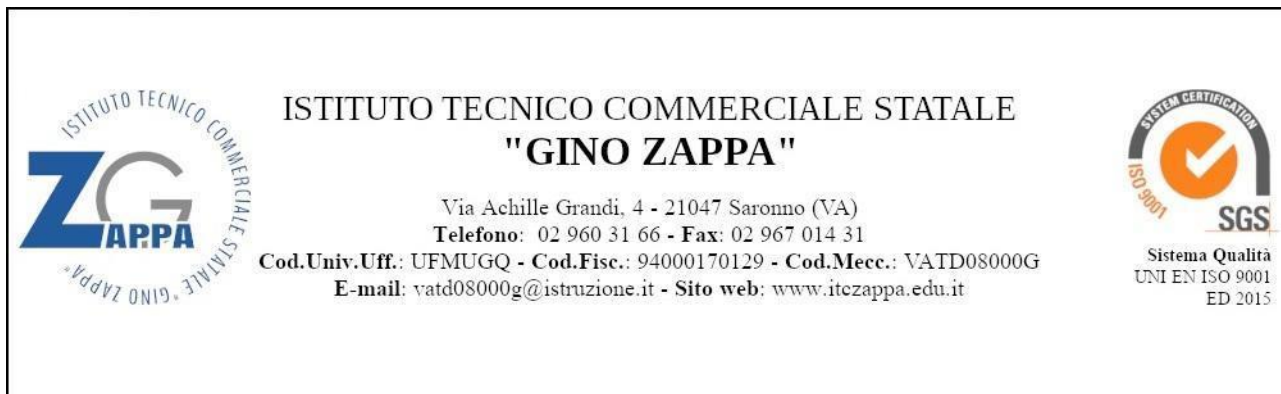 ISTITUTO TECNICO COMMERCIALE STATALE "GINO ZAPPA"
ZG
ZAPPA
ISTITUTO TECNICO COMMERCIALE STATALE
"GINO ZAPPA"
Via Achille Grandi, 4 - 21047 Saronno (VA)
Telefono: 02 960 31 66 - Fax: 02 967 014 31
Cod.Univ.Uff.: UFMUGQ - Cod.Fisc.: 94000170129 - Cod.Mecc.: VATD08000G
E-mail: vatd08000g@istruzione.it - Sito web: www.itczappa.edu.it
SYSTEM CERTIFICATION
ISO 9001
SGS
Sistema Qualità
UNI EN ISO 9001
ED 2015